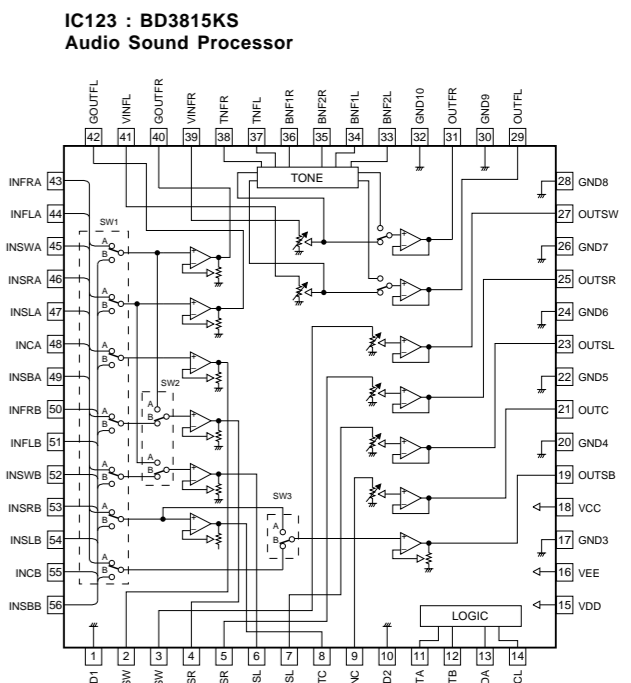 IC123 : BD3815KS
Audio Sound Processor
GOUTFL
VINFL
GOUTFR
VINFR
TNFR
TNFL
BNF1R
BNF2R
BNF1L
BNF2L
GND10
OUTFR
GND9
OUTFL
42 41 40 39 38 37 36 35 34 33 32 31 30 29
TONE
INFRA 43
INFLA 44
INSWA 45
INSRA 46
INSLA 47
INCA 48
INSBA 49
INFRB 50
INFLB 51
INSWB 52
INSRB 53
INSLB 54
INCB 55
INSBB 56
SW1
A
B
A
B
A
B
A
B
A
B
A
B
A
B
SW2
A
B
A
B
SW3
A
B
28 GND8
27 OUTSW
26 GND7
25 OUTSR
24 GND6
23 OUTSL
22 GND5
21 OUTC
20 GND4
19 OUTSB
18 VCC
17 GND3
16 VEE
15 VDD
LOGIC
1 2 3 4 5 6 7 8 9 10 11 12 13 14